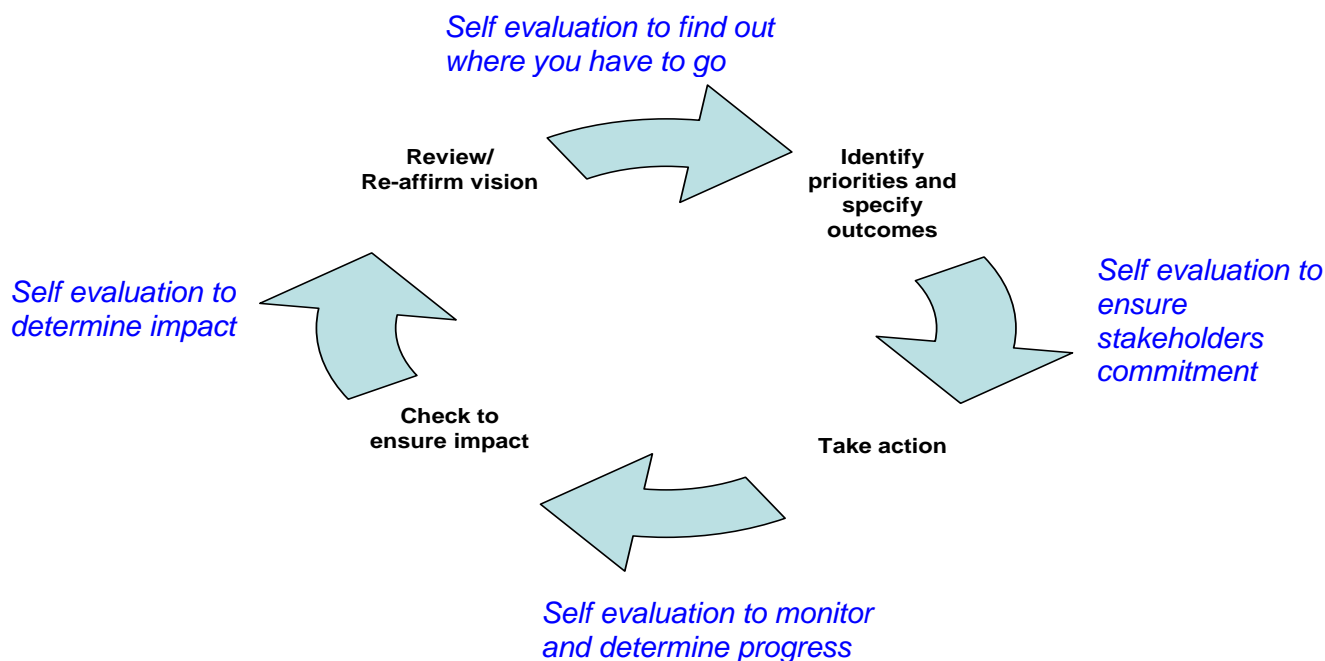 Self evaluation to find out
where you have to go
Review/
Re-affirm vision
Identify
priorities and
specify
outcomes
Self evaluation to
ensure
stakeholders
commitment
Self evaluation to
determine impact
Check to
ensure impact
Take action
Self evaluation to monitor
and determine progress